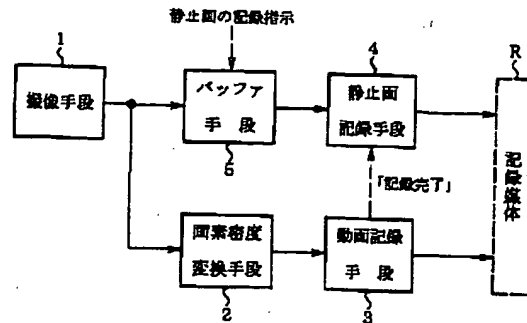 静止画の記録指示
1
撮像手段
バッファ
手段
5
4
静止画
記録手段
R
記録媒体
「記録完了」
画素密度
変換手段
2
動画記録
手段
3